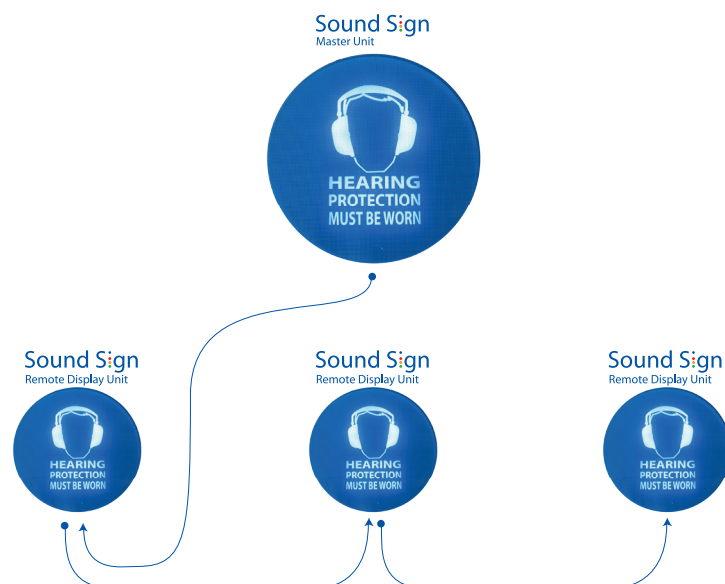 Sound Sign
Master Unit
HEARING
PROTECTION
MUST BE WORN
Sound Sign
Remote Display Unit
HEARING
PROTECTION
MUST BE WORN
Sound Sign
Remote Display Unit
HEARING
PROTECTION
MUST BE WORN
Sound Sign
Remote Display Unit
HEARING
PROTECTION
MUST BE WORN